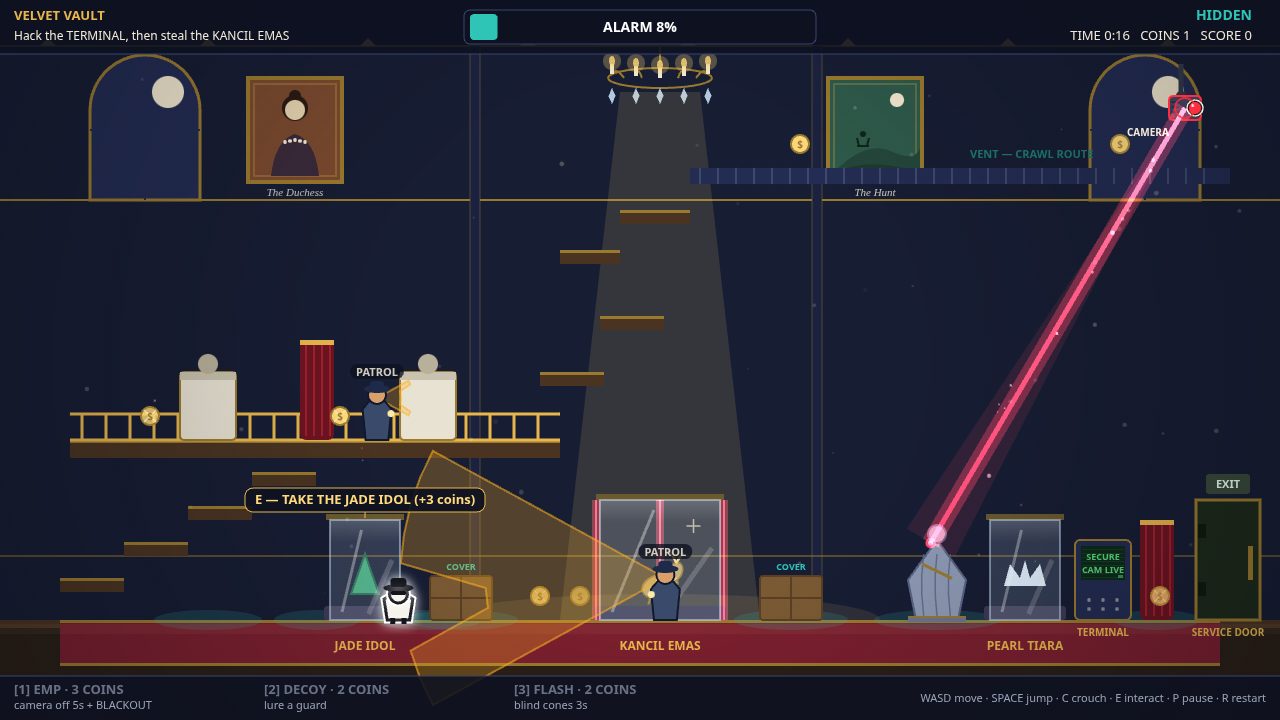 VELVET VAULT
Hack the TERMINAL, then steal the KANCIL EMAS
ALARM 8%
HIDDEN
TIME 0:16 COINS 1 SCORE 0
CAMERA
VENT — CRAWL ROUTE
The Duchess
The Hunt
PATROL
E — TAKE THE JADE IDOL (+3 coins)
EXIT
PATROL
COVER
COVER
SECURE
CAM LIVE
TERMINAL
SERVICE DOOR
JADE IDOL
KANCIL EMAS
PEARL TIARA
[1] EMP · 3 COINS
camera off 5s + BLACKOUT
[2] DECOY · 2 COINS
lure a guard
[3] FLASH · 2 COINS
blind cones 3s
WASD move · SPACE jump · C crouch · E interact · P pause · R restart